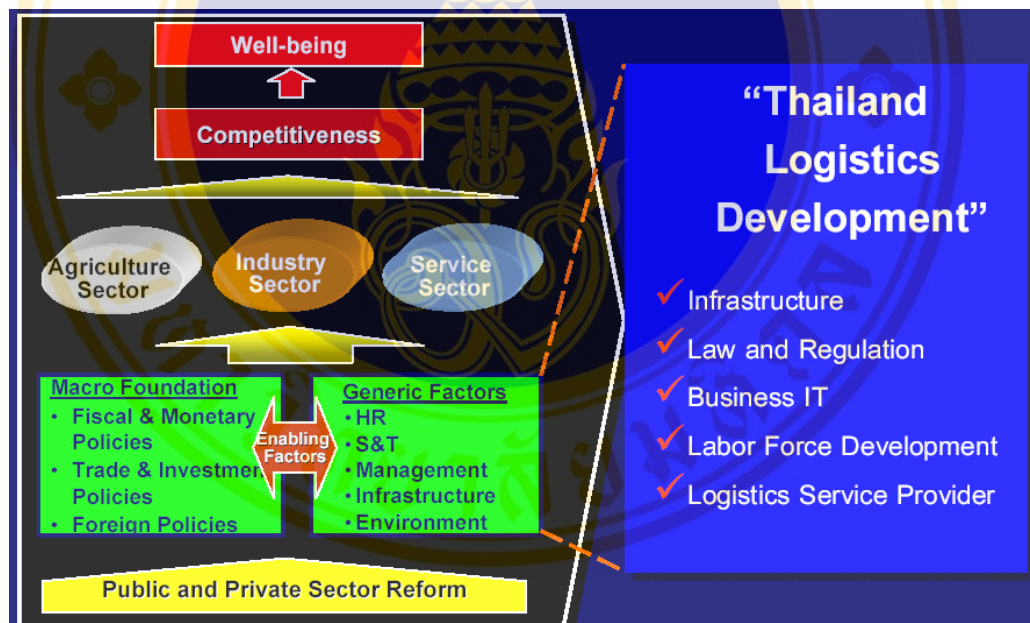 Well-being
Competitiveness
Agriculture
Sector
Industry
Sector
Service
Sector
Macro Foundation
• Fiscal & Monetary
Policies
• Trade & Investmen
Policies
• Foreign Policies
Enabling
Factors
Generic Factors
• HR
• S&T
• Management
• Infrastructure
• Environment
Public and Private Sector Reform
“Thailand
Logistics
Development”
✓ Infrastructure
✓ Law and Regulation
✓ Business IT
✓ Labor Force Development
✓ Logistics Service Provider